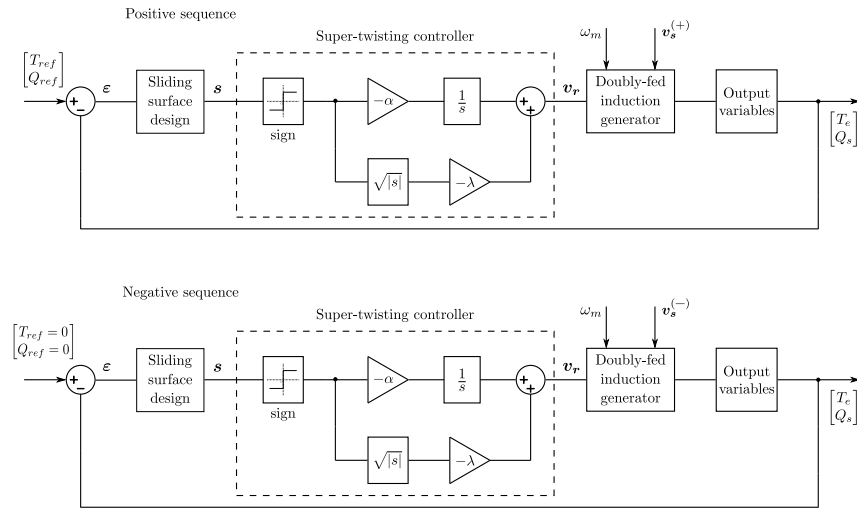 Positive sequence
Super-twisting controller
ω_m
v_s^(+)
[T_ref
Q_ref]
+
−
ε
Sliding
surface
design
s
sign
−α
1/s
+
+
v_r
Doubly-fed
induction
generator
Output
variables
[T_e
Q_s]
√|s|
−λ
Negative sequence
Super-twisting controller
ω_m
v_s^(−)
[T_ref = 0
Q_ref = 0]
+
−
ε
Sliding
surface
design
s
sign
−α
1/s
+
+
v_r
Doubly-fed
induction
generator
Output
variables
[T_e
Q_s]
√|s|
−λ